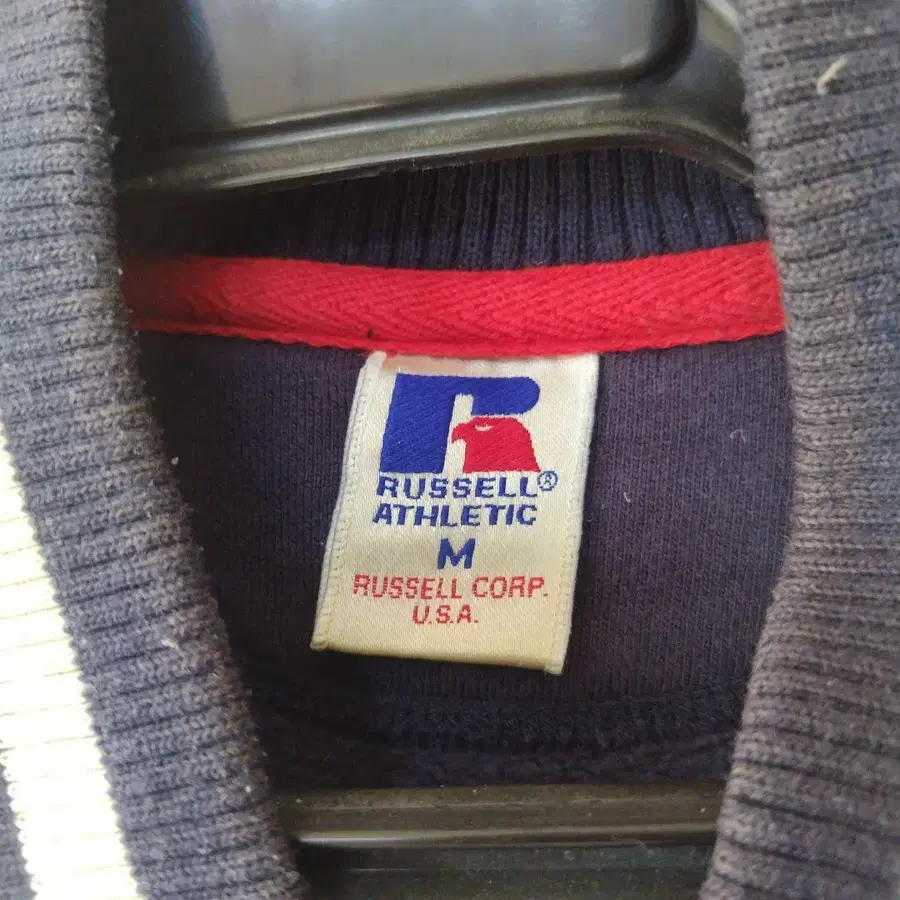 RUSSELL®
ATHLETIC
M
RUSSELL CORP.
U.S.A.